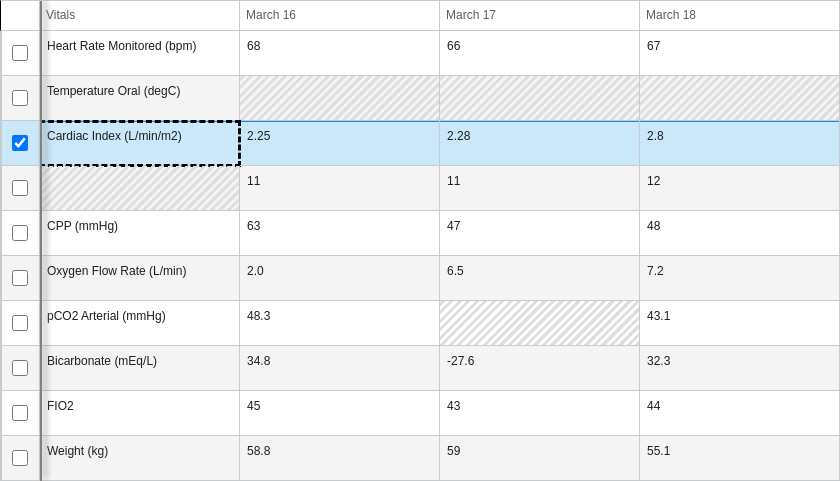 Vitals March 16 March 17 March 18
Heart Rate Monitored (bpm) 68 66 67
Temperature Oral (degC)
Cardiac Index (L/min/m2) 2.25 2.28 2.8
11 11 12
CPP (mmHg) 63 47 48
Oxygen Flow Rate (L/min) 2.0 6.5 7.2
pCO2 Arterial (mmHg) 48.3 43.1
Bicarbonate (mEq/L) 34.8 -27.6 32.3
FIO2 45 43 44
Weight (kg) 58.8 59 55.1